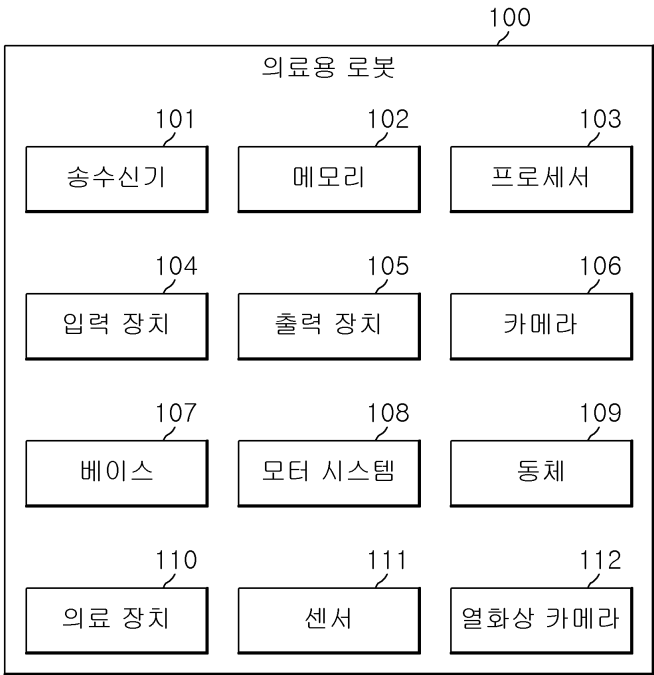 100
의료용 로봇
101 102 103
송수신기 메모리 프로세서
104 105 106
입력 장치 출력 장치 카메라
107 108 109
베이스 모터 시스템 동체
110 111 112
의료 장치 센서 열화상 카메라